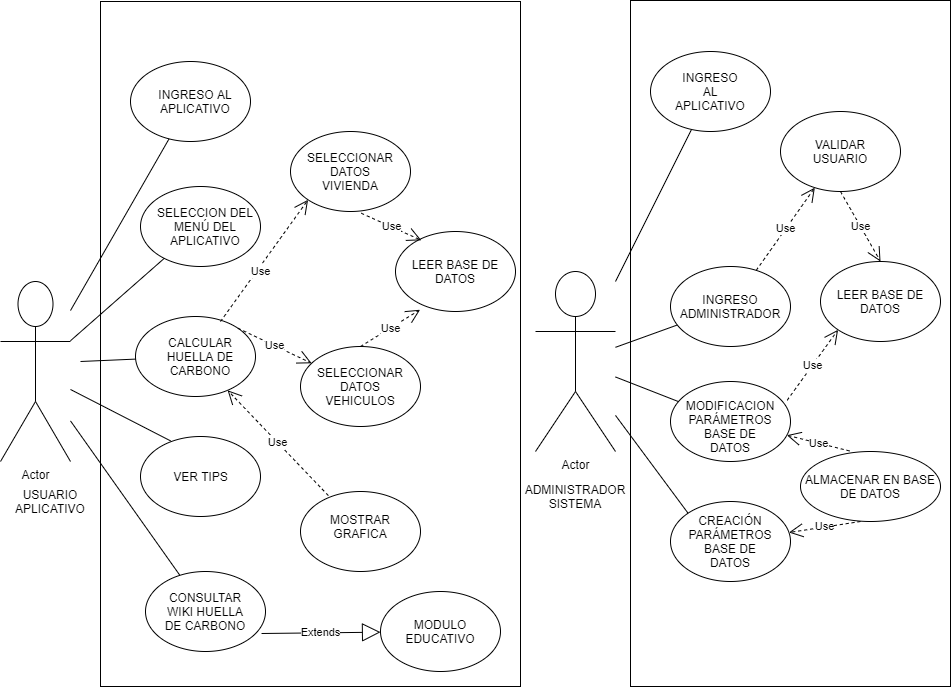 INGRESO AL
APLICATIVO
SELECCIONAR
DATOS
VIVIENDA
SELECCION DEL
MENÚ DEL
APLICATIVO
Use
LEER BASE DE
DATOS
Use
CALCULAR
HUELLA DE
CARBONO
Use
Use
SELECCIONAR
DATOS
VEHICULOS
Use
VER TIPS
Actor
USUARIO
APLICATIVO
MOSTRAR
GRAFICA
CONSULTAR
WIKI HUELLA
DE CARBONO
Extends
MODULO
EDUCATIVO
INGRESO
AL
APLICATIVO
VALIDAR
USUARIO
Use
Use
INGRESO
ADMINISTRADOR
LEER BASE DE
DATOS
Use
MODIFICACION
PARÁMETROS
BASE DE
DATOS
Use
Actor
ADMINISTRADOR
SISTEMA
ALMACENAR EN BASE
DE DATOS
CREACIÓN
PARÁMETROS
BASE DE
DATOS
Use